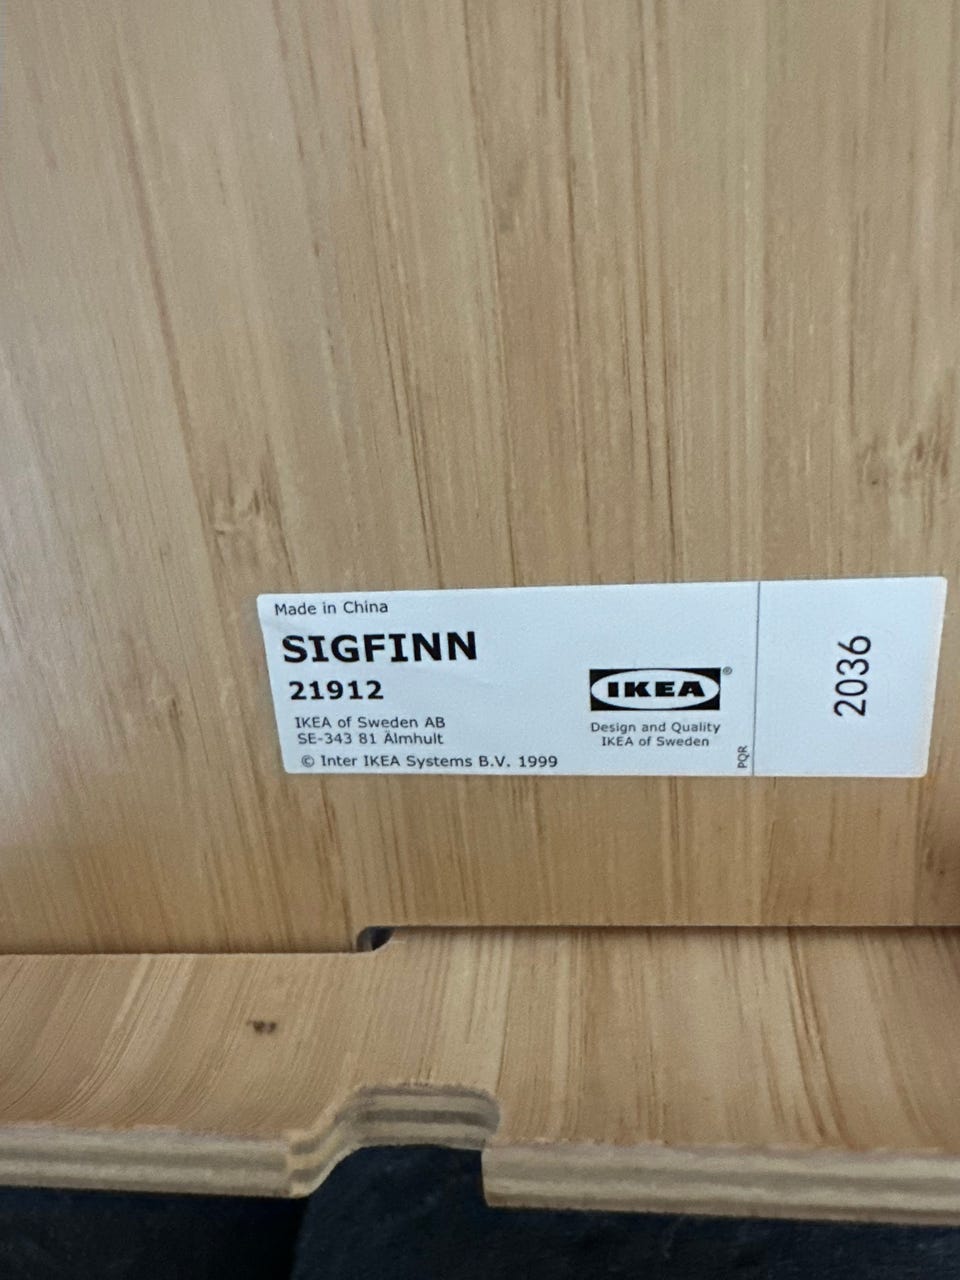 Made in China
SIGFINN
21912
IKEA of Sweden AB
SE-343 81 Älmhult
© Inter IKEA Systems B.V. 1999
IKEA®
Design and Quality
IKEA of Sweden
PQR
2036